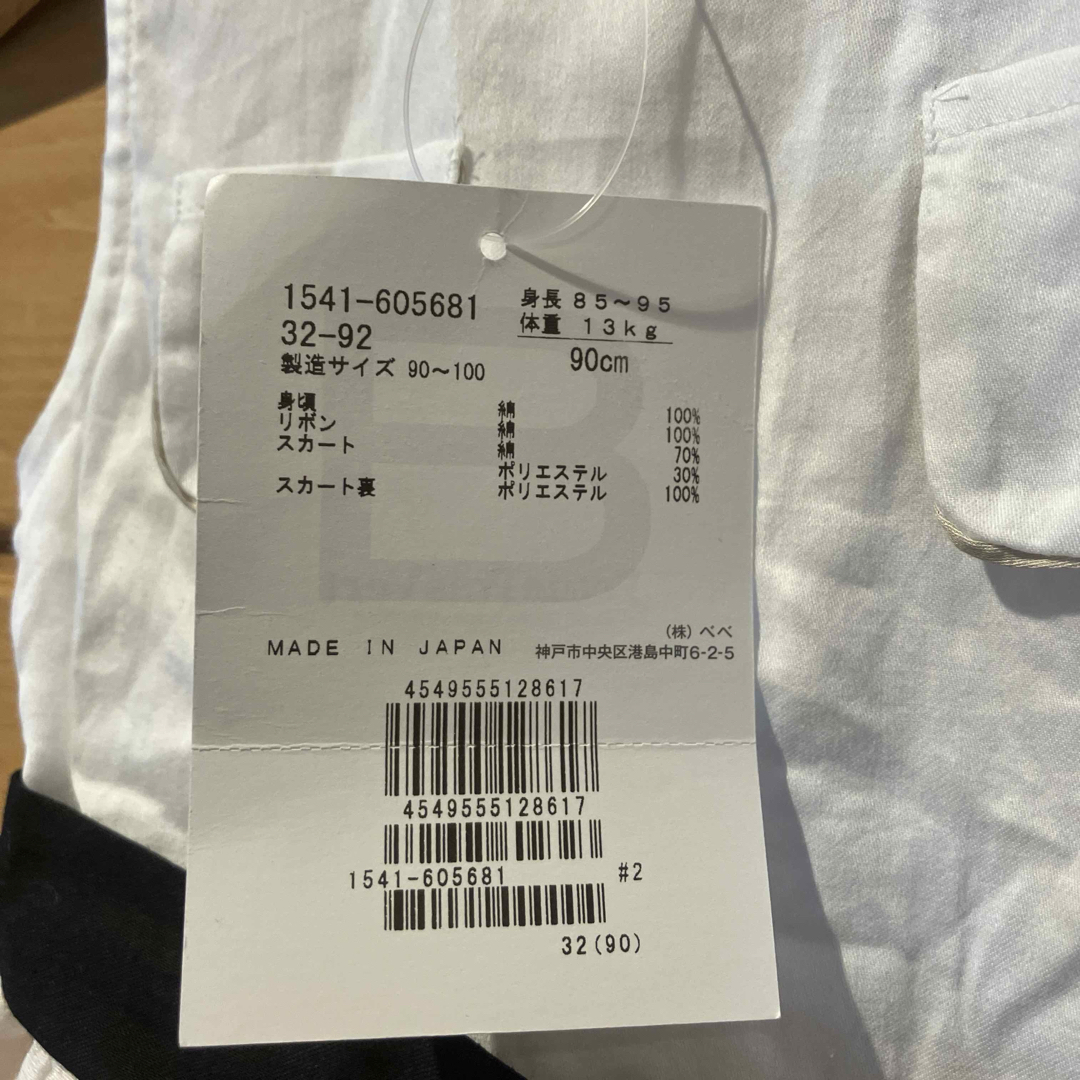 1541-605681
32-92
製造サイズ 90～100
身長 85～95
体重 13kg
90cm
身頃 綿 100%
リボン 綿 100%
スカート 綿 70%
ポリエステル 30%
スカート裏 ポリエステル 100%
B
MADE IN JAPAN
(株)べべ
神戸市中央区港島中町6-2-5
4549555128617
4549555128617
1541-605681 #2
32(90)